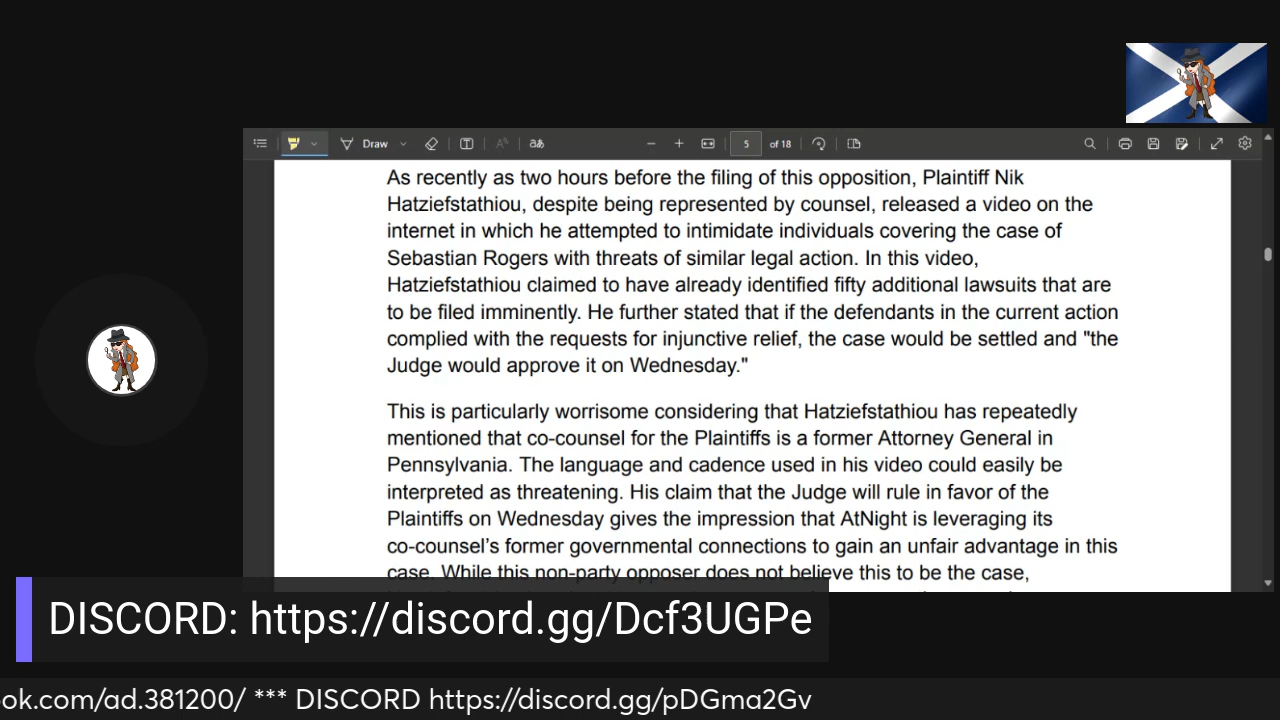 Draw
5 of 18
As recently as two hours before the filing of this opposition, Plaintiff Nik
Hatziefstathiou, despite being represented by counsel, released a video on the
internet in which he attempted to intimidate individuals covering the case of
Sebastian Rogers with threats of similar legal action. In this video,
Hatziefstathiou claimed to have already identified fifty additional lawsuits that are
to be filed imminently. He further stated that if the defendants in the current action
complied with the requests for injunctive relief, the case would be settled and "the
Judge would approve it on Wednesday."
This is particularly worrisome considering that Hatziefstathiou has repeatedly
mentioned that co-counsel for the Plaintiffs is a former Attorney General in
Pennsylvania. The language and cadence used in his video could easily be
interpreted as threatening. His claim that the Judge will rule in favor of the
Plaintiffs on Wednesday gives the impression that AtNight is leveraging its
co-counsel’s former governmental connections to gain an unfair advantage in this
case. While this non-party opposer does not believe this to be the case,
DISCORD: https://discord.gg/Dcf3UGPe
ok.com/ad.381200/ *** DISCORD https://discord.gg/pDGma2Gv